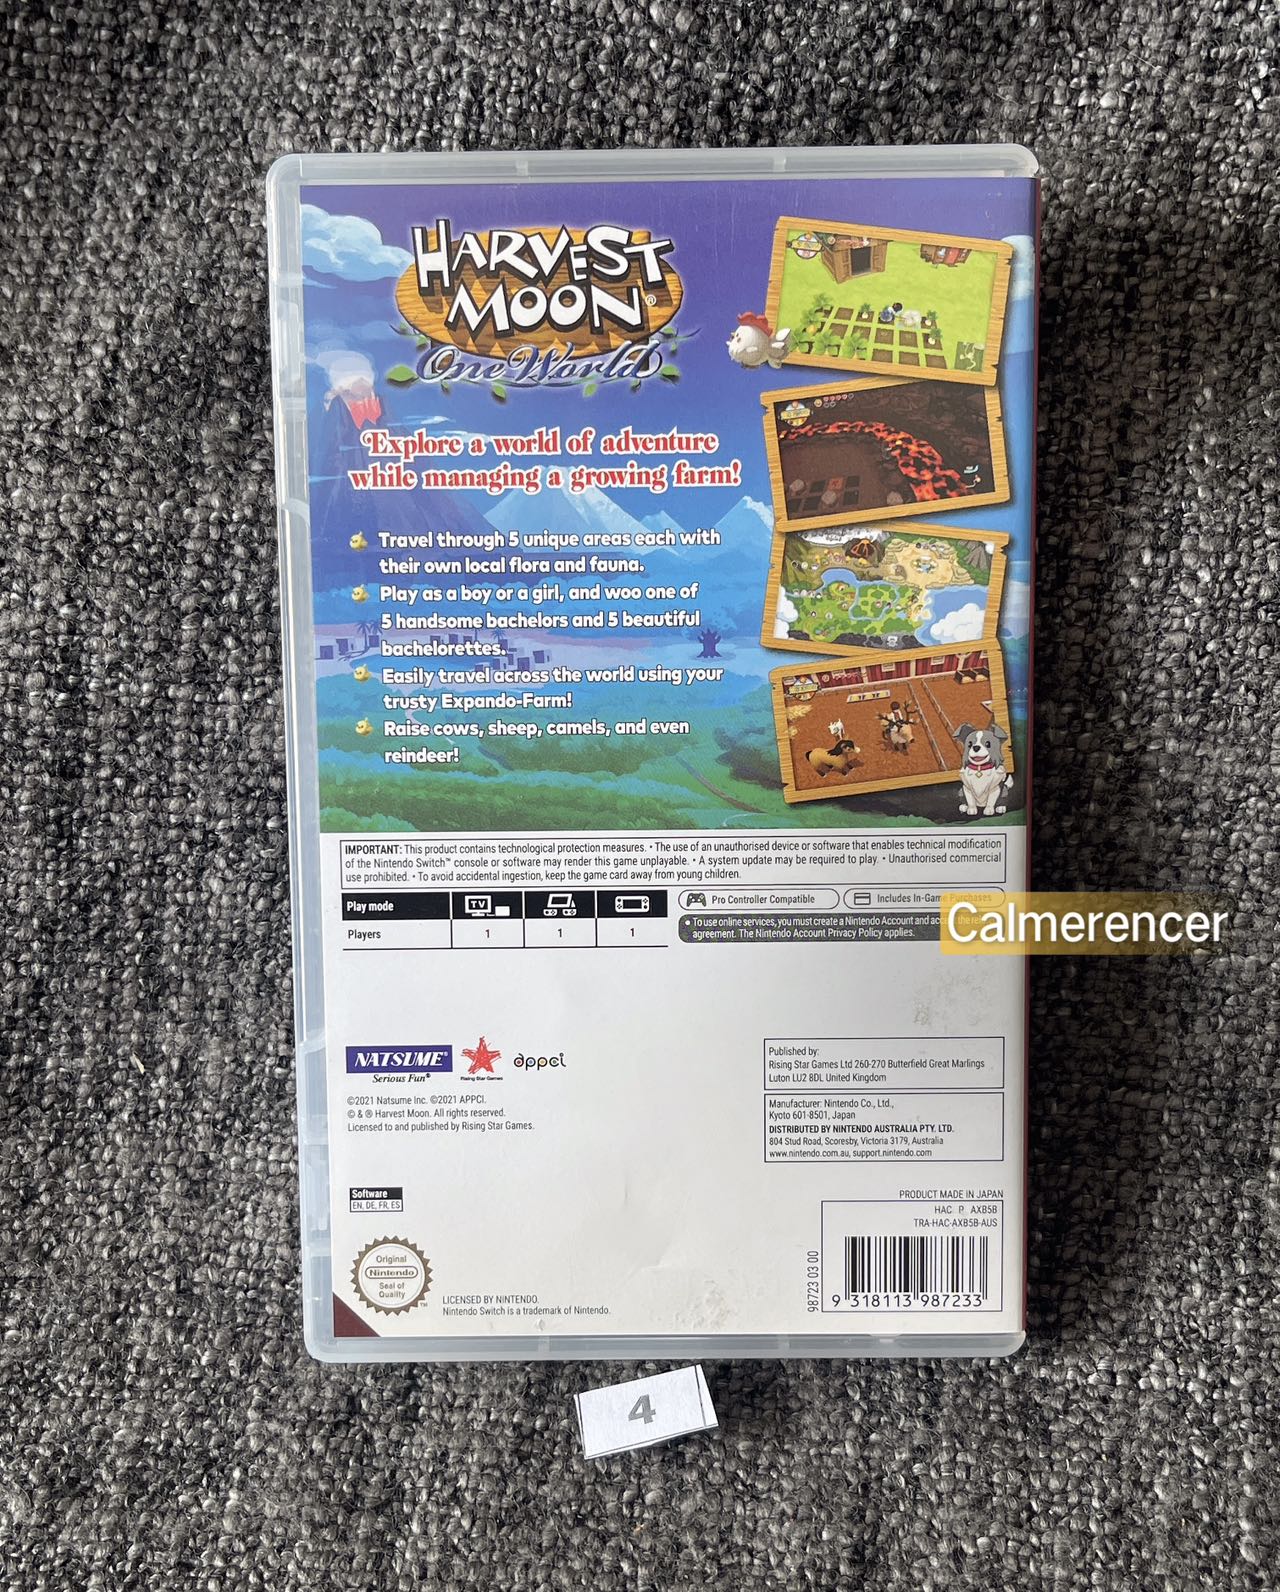 HARVEST
MOON®
One World
Explore a world of adventure
while managing a growing farm!
Travel through 5 unique areas each with
their own local flora and fauna.
Play as a boy or a girl, and woo one of
5 handsome bachelors and 5 beautiful
bachelorettes.
Easily travel across the world using your
trusty Expando-Farm!
Raise cows, sheep, camels, and even
reindeer!
IMPORTANT: This product contains technological protection measures. • The use of an unauthorised device or software that enables technical modification
of the Nintendo Switch™ console or software may render this game unplayable. • A system update may be required to play. • Unauthorised commercial
use prohibited. • To avoid accidental ingestion, keep the game card away from young children.
Play mode TV
Players 1 1 1
Pro Controller Compatible
Includes In-Game Purchases
• To use online services, you must create a Nintendo Account and the
agreement. The Nintendo Account Privacy Policy applies.
Calmerencer
NATSUME®
Serious Fun®
Rising Star Games
appci
©2021 Natsume Inc. ©2021 APPCI.
© & ® Harvest Moon. All rights reserved.
Licensed to and published by Rising Star Games.
Published by:
Rising Star Games Ltd 260-270 Butterfield Great Marlings
Luton LU2 8DL United Kingdom
Manufacturer: Nintendo Co., Ltd.,
Kyoto 601-8501, Japan
DISTRIBUTED BY NINTENDO AUSTRALIA PTY. LTD.
804 Stud Road, Scoresby, Victoria 3179, Australia
www.nintendo.com.au, support.nintendo.com
Software
EN, DE, FR, ES
PRODUCT MADE IN JAPAN
HAC P AXB5B
TRA-HAC-AXB5B-AUS
98723 03 00
9 318113 987233
Original
Nintendo
Seal of
Quality
TM
LICENSED BY NINTENDO.
Nintendo Switch is a trademark of Nintendo.
4